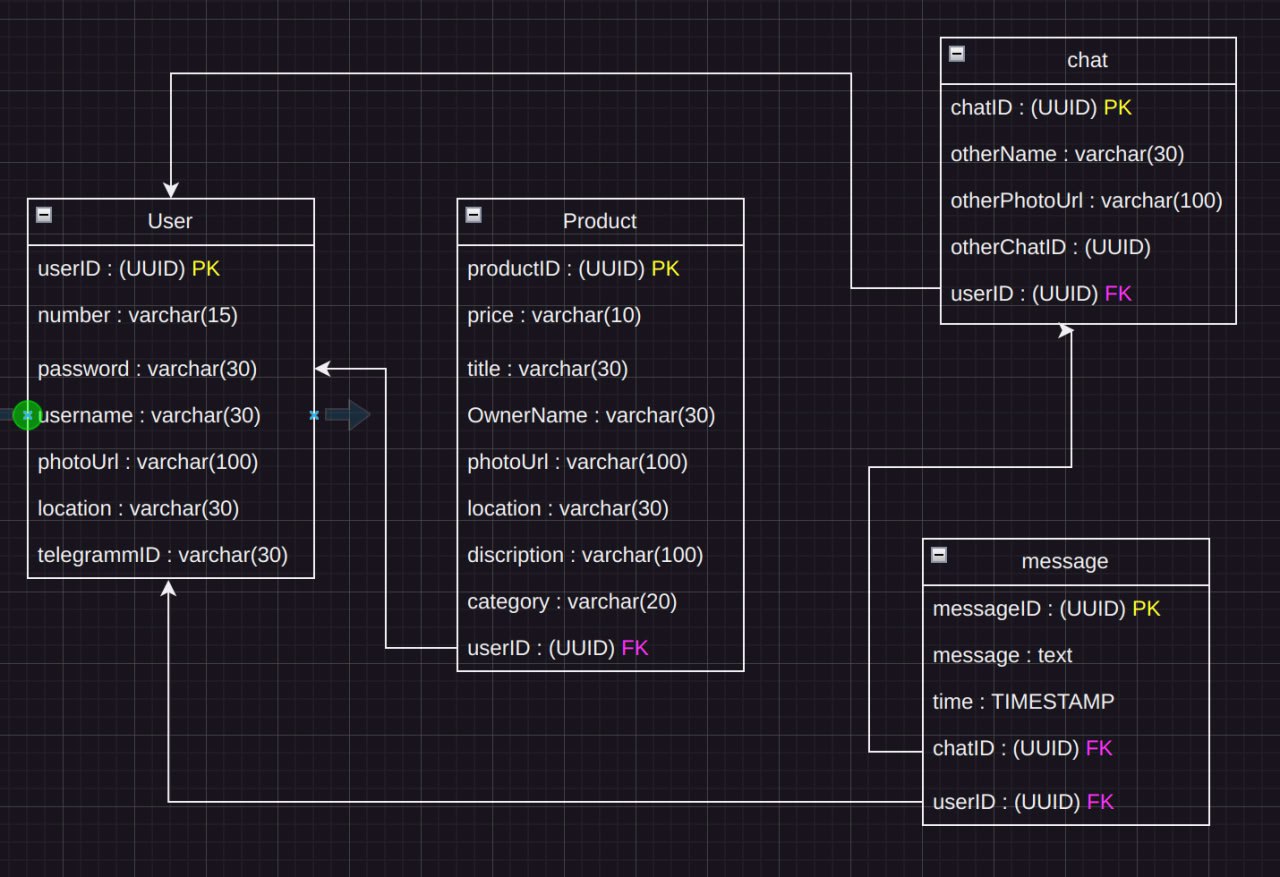 User
userID : (UUID) PK
number : varchar(15)
password : varchar(30)
username : varchar(30)
photoUrl : varchar(100)
location : varchar(30)
telegrammID : varchar(30)
Product
productID : (UUID) PK
price : varchar(10)
title : varchar(30)
OwnerName : varchar(30)
photoUrl : varchar(100)
location : varchar(30)
discription : varchar(100)
category : varchar(20)
userID : (UUID) FK
chat
chatID : (UUID) PK
otherName : varchar(30)
otherPhotoUrl : varchar(100)
otherChatID : (UUID)
userID : (UUID) FK
message
messageID : (UUID) PK
message : text
time : TIMESTAMP
chatID : (UUID) FK
userID : (UUID) FK